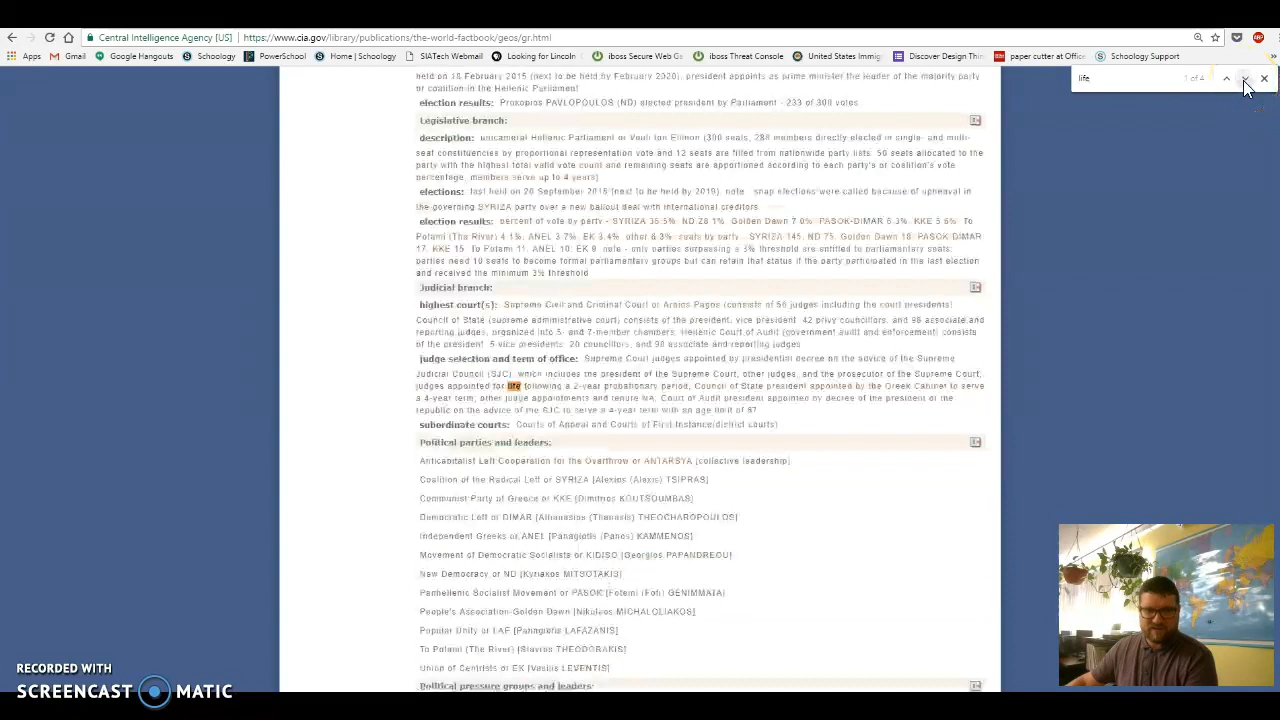 Central Intelligence Agency [US] https://www.cia.gov/library/publications/the-world-factbook/geos/gr.html
Apps Gmail Google Hangouts Schoology PowerSchool Home | Schoology SIATech Webmail Looking for Lincoln iboss Secure Web Ga iboss Threat Console United States Immig Discover Design Thin paper cutter at Office Schoology Support
life 1 of 4
held on 18 February 2015 (next to be held by February 2020); president appoints as prime minister the leader of the majority party
or coalition in the Hellenic Parliament
election results: Prokopios PAVLOPOULOS (ND) elected president by Parliament - 233 of 300 votes
Legislative branch:
description: unicameral Hellenic Parliament or Vouli ton Ellinon (300 seats; 288 members directly elected in single- and multi-
seat constituencies by proportional representation vote and 12 seats are filled from nationwide party lists; 50 seats allocated to the
party with the highest total valid vote count and remaining seats are apportioned according to each party's or coalition's vote
percentage; members serve up to 4 years)
elections: last held on 20 September 2015 (next to be held by 2019); note - snap elections were called because of upheaval in
the governing SYRIZA party over a new bailout deal with international creditors
election results: percent of vote by party - SYRIZA 35.5%, ND 28.1%, Golden Dawn 7.0%, PASOK-DIMAR 6.3%, KKE 5.6%, To
Potami (The River) 4.1%, ANEL 3.7%, EK 3.4%, other 6.3%; seats by party - SYRIZA 145, ND 75, Golden Dawn 18, PASOK-DIMAR
17, KKE 15, To Potami 11, ANEL 10, EK 9; note - only parties surpassing a 3% threshold are entitled to parliamentary seats;
parties need 10 seats to become formal parliamentary groups but can retain that status if the party participated in the last election
and received the minimum 3% threshold
Judicial branch:
highest court(s): Supreme Civil and Criminal Court or Areios Pagos (consists of 56 judges including the court presidents)
Council of State (supreme administrative court) (consists of the president, vice president, 42 privy councillors, and 98 associate and
reporting judges, organized into 5- and 7-member chambers; Hellenic Court of Audit (government audit and enforcement) consists
of the president, 5 vice presidents, 20 councillors, and 90 associate and reporting judges
judge selection and term of office: Supreme Court judges appointed by presidential decree on the advice of the Supreme
Judicial Council (SJC), which includes the president of the Supreme Court, other judges, and the prosecutor of the Supreme Court;
judges appointed for life following a 2-year probationary period; Council of State president appointed by the Greek Cabinet to serve
a 4-year term; other judge appointments and tenure NA; Court of Audit president appointed by decree of the president of the
republic on the advice of the SJC to serve a 4-year term with an age limit of 67
subordinate courts: Courts of Appeal and Courts of First Instance (district courts)
Political parties and leaders:
Anticapitalist Left Cooperation for the Overthrow or ANTARSYA [collective leadership]
Coalition of the Radical Left or SYRIZA [Alexios (Alexis) TSIPRAS]
Communist Party of Greece or KKE [Dimitrios KOUTSOUMBAS]
Democratic Left or DIMAR [Athanasios (Thanasis) THEOCHAROPOULOS]
Independent Greeks or ANEL [Panagiotis (Panos) KAMMENOS]
Movement of Democratic Socialists or KIDISO [Georgios PAPANDREOU]
New Democracy or ND [Kyriakos MITSOTAKIS]
Panhellenic Socialist Movement or PASOK [Foteini (Fofi) GENIMMATA]
People's Association-Golden Dawn [Nikolaos MICHALOLIAKOS]
Popular Unity or LAE [Panagiotis LAFAZANIS]
To Potami (The River) [Stavros THEODORAKIS]
Union of Centrists or EK [Vasilis LEVENTIS]
Political pressure groups and leaders:
RECORDED WITH
SCREENCAST MATIC